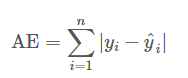 AE = \sum_{i=1}^{n} |y_i - \hat{y}_i|